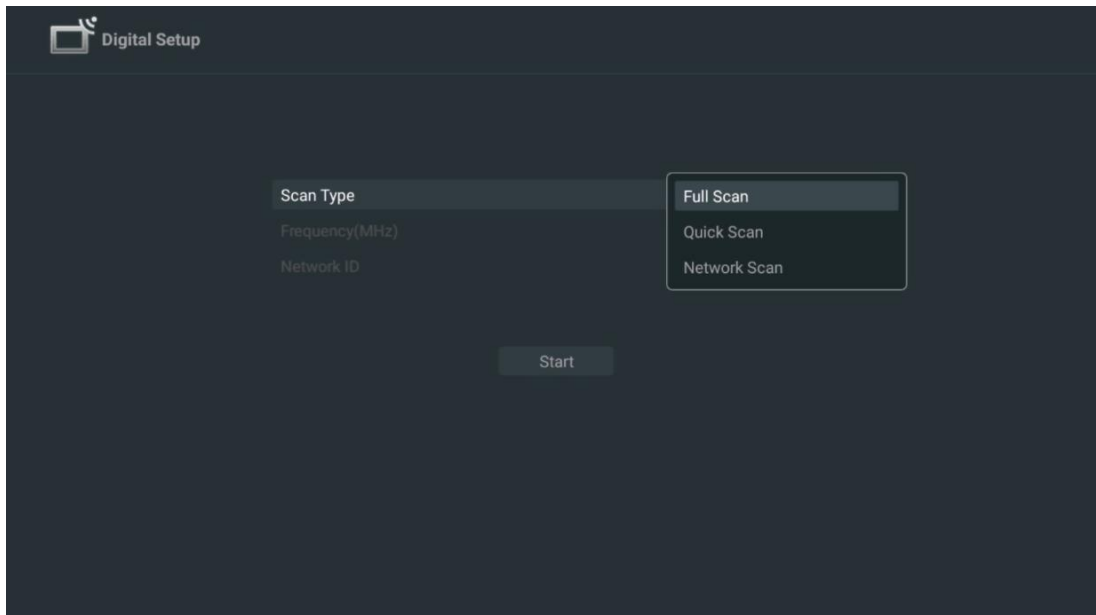 Digital Setup
Scan Type
Full Scan
Frequency(MHz)
Quick Scan
Network ID
Network Scan
Start